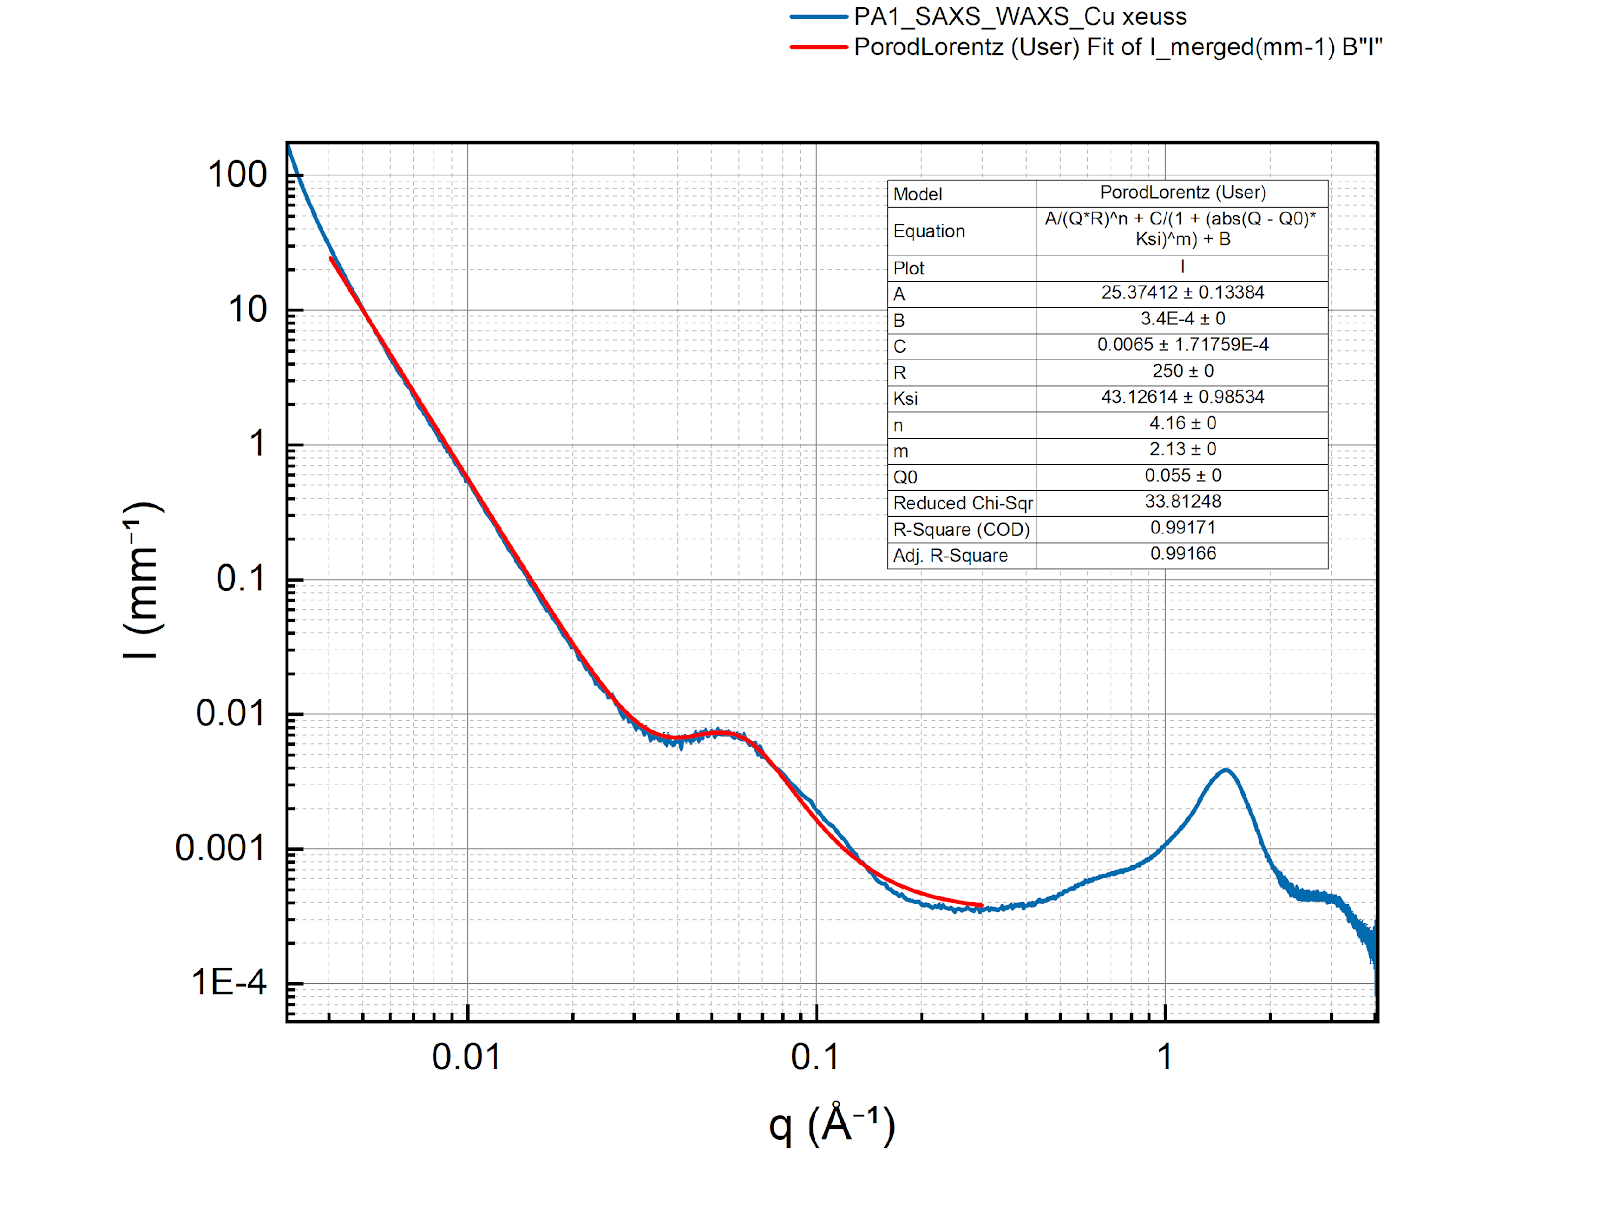 PA1_SAXS_WAXS_Cu xeuss
PorodLorentz (User) Fit of I_merged(mm-1) B"I"
100
10
1
0.1
0.01
0.001
1E-4
I (mm⁻¹)
Model PorodLorentz (User)
Equation A/(Q*R)^n + C/(1 + (abs(Q - Q0)*
Ksi)^m) + B
Plot I
A 25.37412 ± 0.13384
B 3.4E-4 ± 0
C 0.0065 ± 1.71759E-4
R 250 ± 0
Ksi 43.12614 ± 0.98534
n 4.16 ± 0
m 2.13 ± 0
Q0 0.055 ± 0
Reduced Chi-Sqr 33.81248
R-Square (COD) 0.99171
Adj. R-Square 0.99166
0.01 0.1 1
q (Å⁻¹)